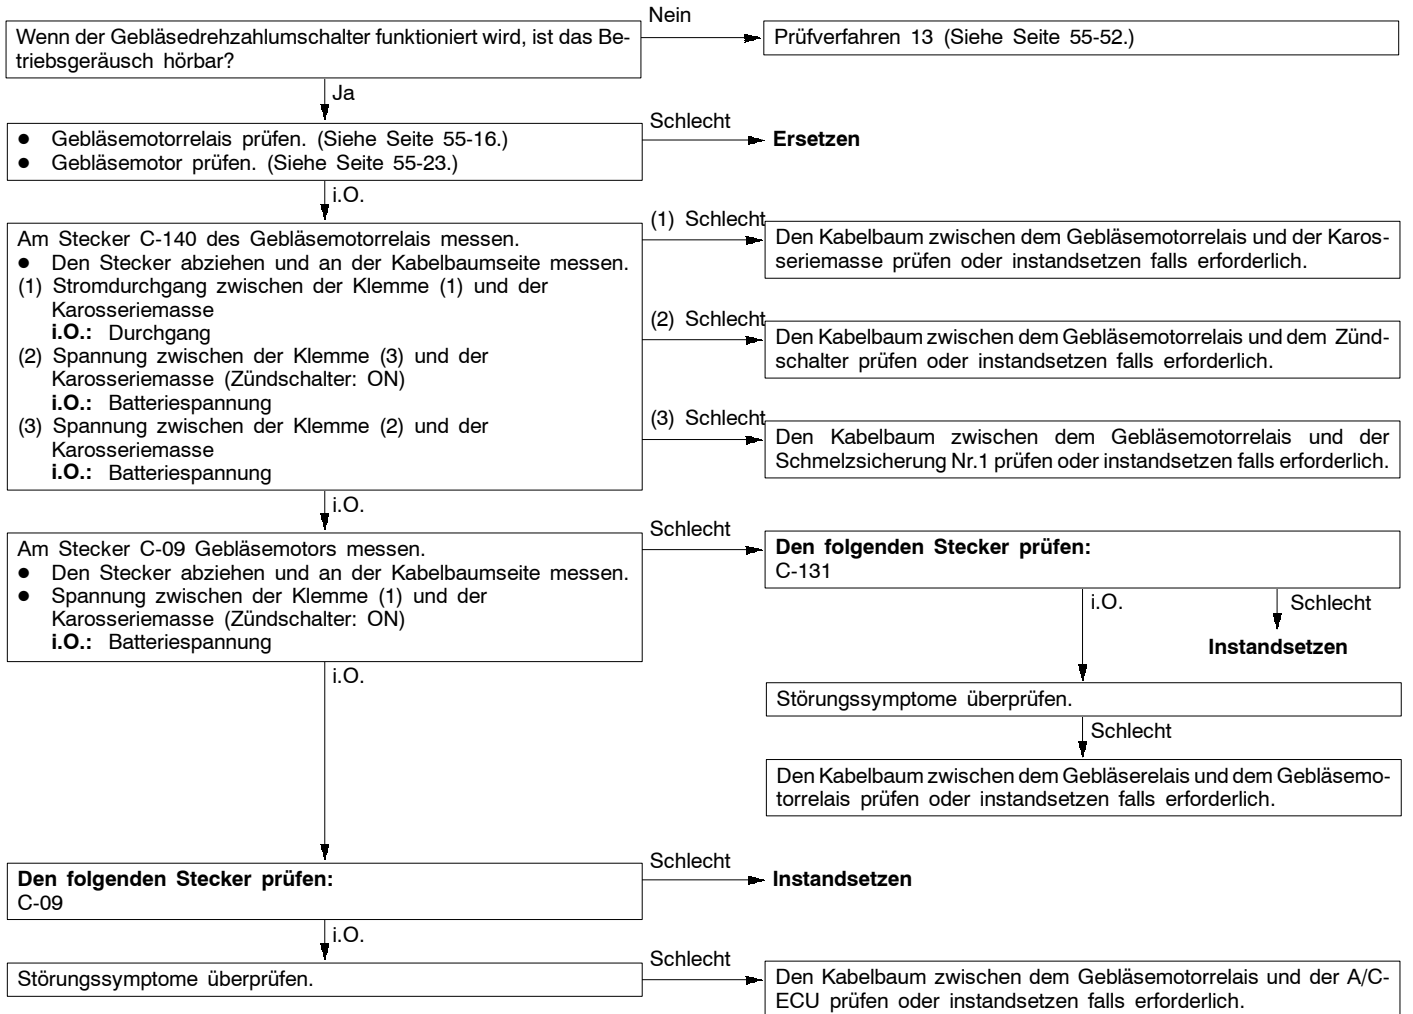 Nein
Wenn der Gebläsedrehzahlumschalter funktioniert wird, ist das Be-
triebsgeräusch hörbar?
Prüfverfahren 13 (Siehe Seite 55-52.)
Ja
● Gebläsemotorrelais prüfen. (Siehe Seite 55-16.)
● Gebläsemotor prüfen. (Siehe Seite 55-23.)
Schlecht
Ersetzen
i.O.
Am Stecker C-140 des Gebläsemotorrelais messen.
● Den Stecker abziehen und an der Kabelbaumseite messen.
(1) Stromdurchgang zwischen der Klemme (1) und der
Karosseriemasse
i.O.: Durchgang
(2) Spannung zwischen der Klemme (3) und der
Karosseriemasse (Zündschalter: ON)
i.O.: Batteriespannung
(3) Spannung zwischen der Klemme (2) und der
Karosseriemasse
i.O.: Batteriespannung
(1) Schlecht
Den Kabelbaum zwischen dem Gebläsemotorrelais und der Karos-
seriemasse prüfen oder instandsetzen falls erforderlich.
(2) Schlecht
Den Kabelbaum zwischen dem Gebläsemotorrelais und dem Zünd-
schalter prüfen oder instandsetzen falls erforderlich.
(3) Schlecht
Den Kabelbaum zwischen dem Gebläsemotorrelais und der
Schmelzsicherung Nr.1 prüfen oder instandsetzen falls erforderlich.
i.O.
Am Stecker C-09 Gebläsemotors messen.
● Den Stecker abziehen und an der Kabelbaumseite messen.
● Spannung zwischen der Klemme (1) und der
Karosseriemasse (Zündschalter: ON)
i.O.: Batteriespannung
Schlecht
Den folgenden Stecker prüfen:
C-131
i.O.
Schlecht
Instandsetzen
Störungssymptome überprüfen.
Schlecht
Den Kabelbaum zwischen dem Gebläserelais und dem Gebläsemo-
torrelais prüfen oder instandsetzen falls erforderlich.
i.O.
Den folgenden Stecker prüfen:
C-09
Schlecht
Instandsetzen
i.O.
Störungssymptome überprüfen.
Schlecht
Den Kabelbaum zwischen dem Gebläsemotorrelais und der A/C-
ECU prüfen oder instandsetzen falls erforderlich.